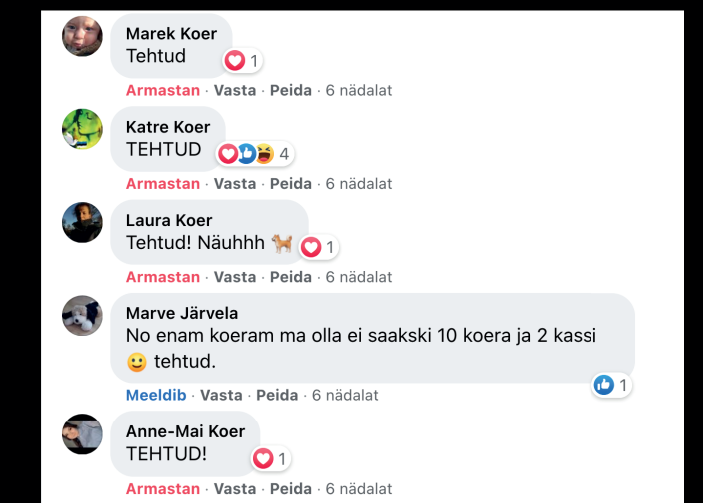 Marek Koer
Tehtud
1
Armastan · Vasta · Peida · 6 nädalat
Katre Koer
TEHTUD
4
Armastan · Vasta · Peida · 6 nädalat
Laura Koer
Tehtud! Näuhhh 🐕
1
Armastan · Vasta · Peida · 6 nädalat
Marve Järvela
No enam koeram ma olla ei saakski 10 koera ja 2 kassi
🙂 tehtud.
1
Meeldib · Vasta · Peida · 6 nädalat
Anne-Mai Koer
TEHTUD!
1
Armastan · Vasta · Peida · 6 nädalat